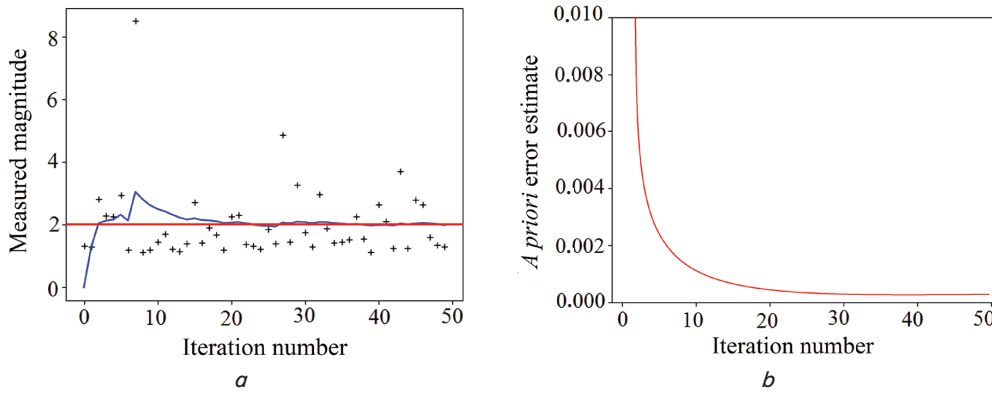 8
6
4
2
0
Measured magnitude
0 10 20 30 40 50
Iteration number
a
0.010
0.008
0.006
0.004
0.002
0.000
A priori error estimate
0 10 20 30 40 50
Iteration number
b